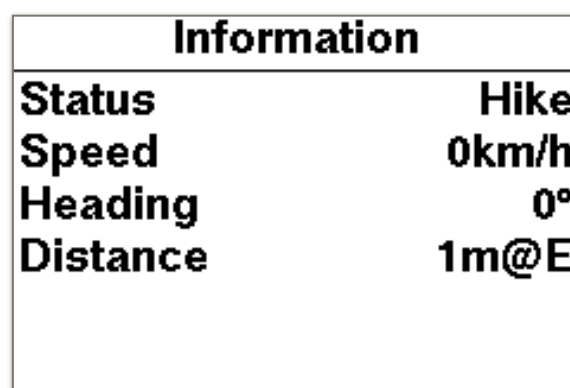 Information
Status Hike
Speed 0km/h
Heading 0°
Distance 1m@E